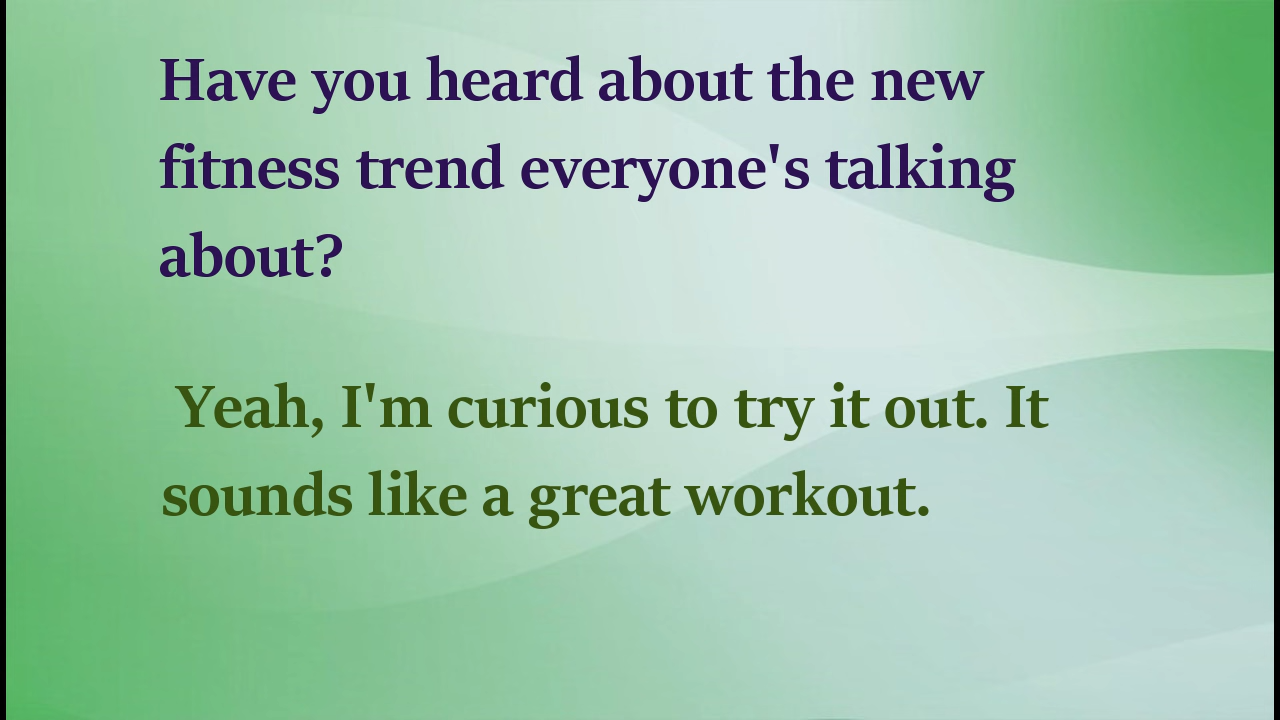 Have you heard about the new
fitness trend everyone's talking
about?
Yeah, I'm curious to try it out. It
sounds like a great workout.